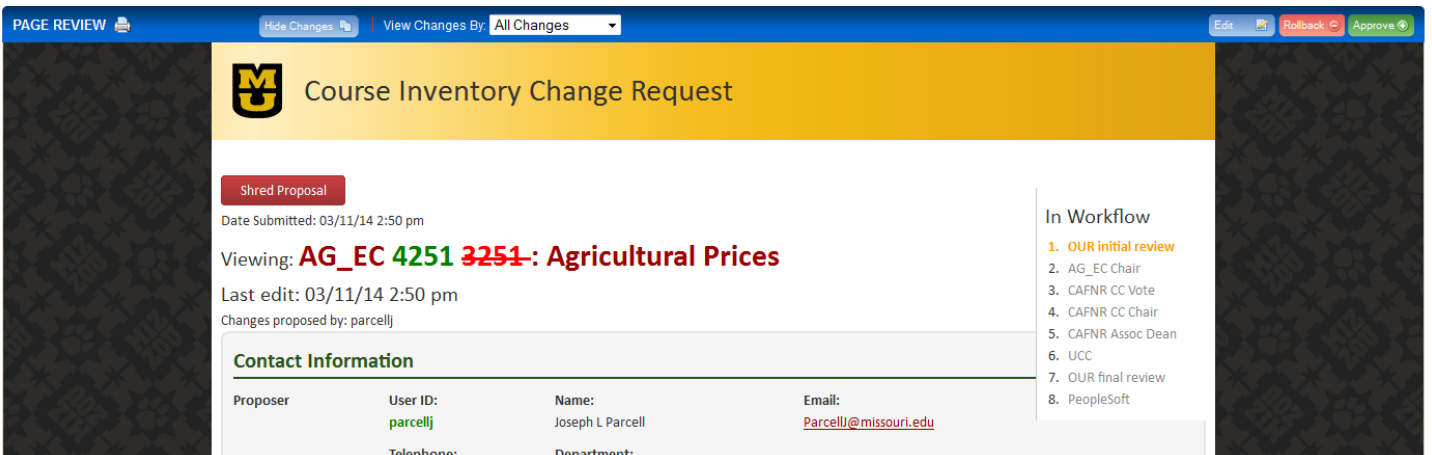 PAGE REVIEW Hide Changes View Changes By: All Changes Edit Rollback Approve
MU
Course Inventory Change Request
Shred Proposal
Date Submitted: 03/11/14 2:50 pm
Viewing: AG_EC 4251 3251 : Agricultural Prices
Last edit: 03/11/14 2:50 pm
Changes proposed by: parcellj
In Workflow
1. OUR initial review
2. AG_EC Chair
3. CAFNR CC Vote
4. CAFNR CC Chair
5. CAFNR Assoc Dean
6. UCC
7. OUR final review
8. PeopleSoft
Contact Information
Proposer User ID: Name: Email:
parcellj Joseph L Parcell ParcellJ@missouri.edu
Telephone: Department: